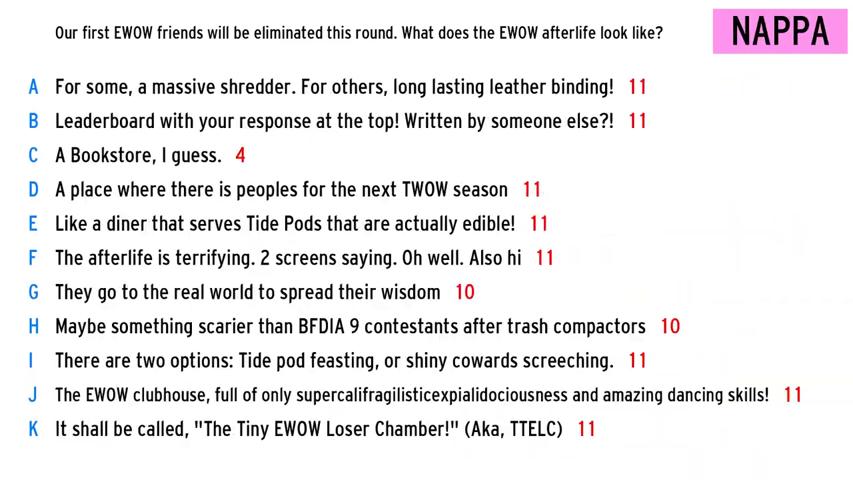 Our first EWOW friends will be eliminated this round. What does the EWOW afterlife look like?
NAPPA
A For some, a massive shredder. For others, long lasting leather binding! 11
B Leaderboard with your response at the top! Written by someone else?! 11
C A Bookstore, I guess. 4
D A place where there is peoples for the next TWOW season 11
E Like a diner that serves Tide Pods that are actually edible! 11
F The afterlife is terrifying. 2 screens saying. Oh well. Also hi 11
G They go to the real world to spread their wisdom 10
H Maybe something scarier than BFDIA 9 contestants after trash compactors 10
I There are two options: Tide pod feasting, or shiny cowards screeching. 11
J The EWOW clubhouse, full of only supercalifragilisticexpialidociousness and amazing dancing skills! 11
K It shall be called, "The Tiny EWOW Loser Chamber!" (Aka, TTELC) 11